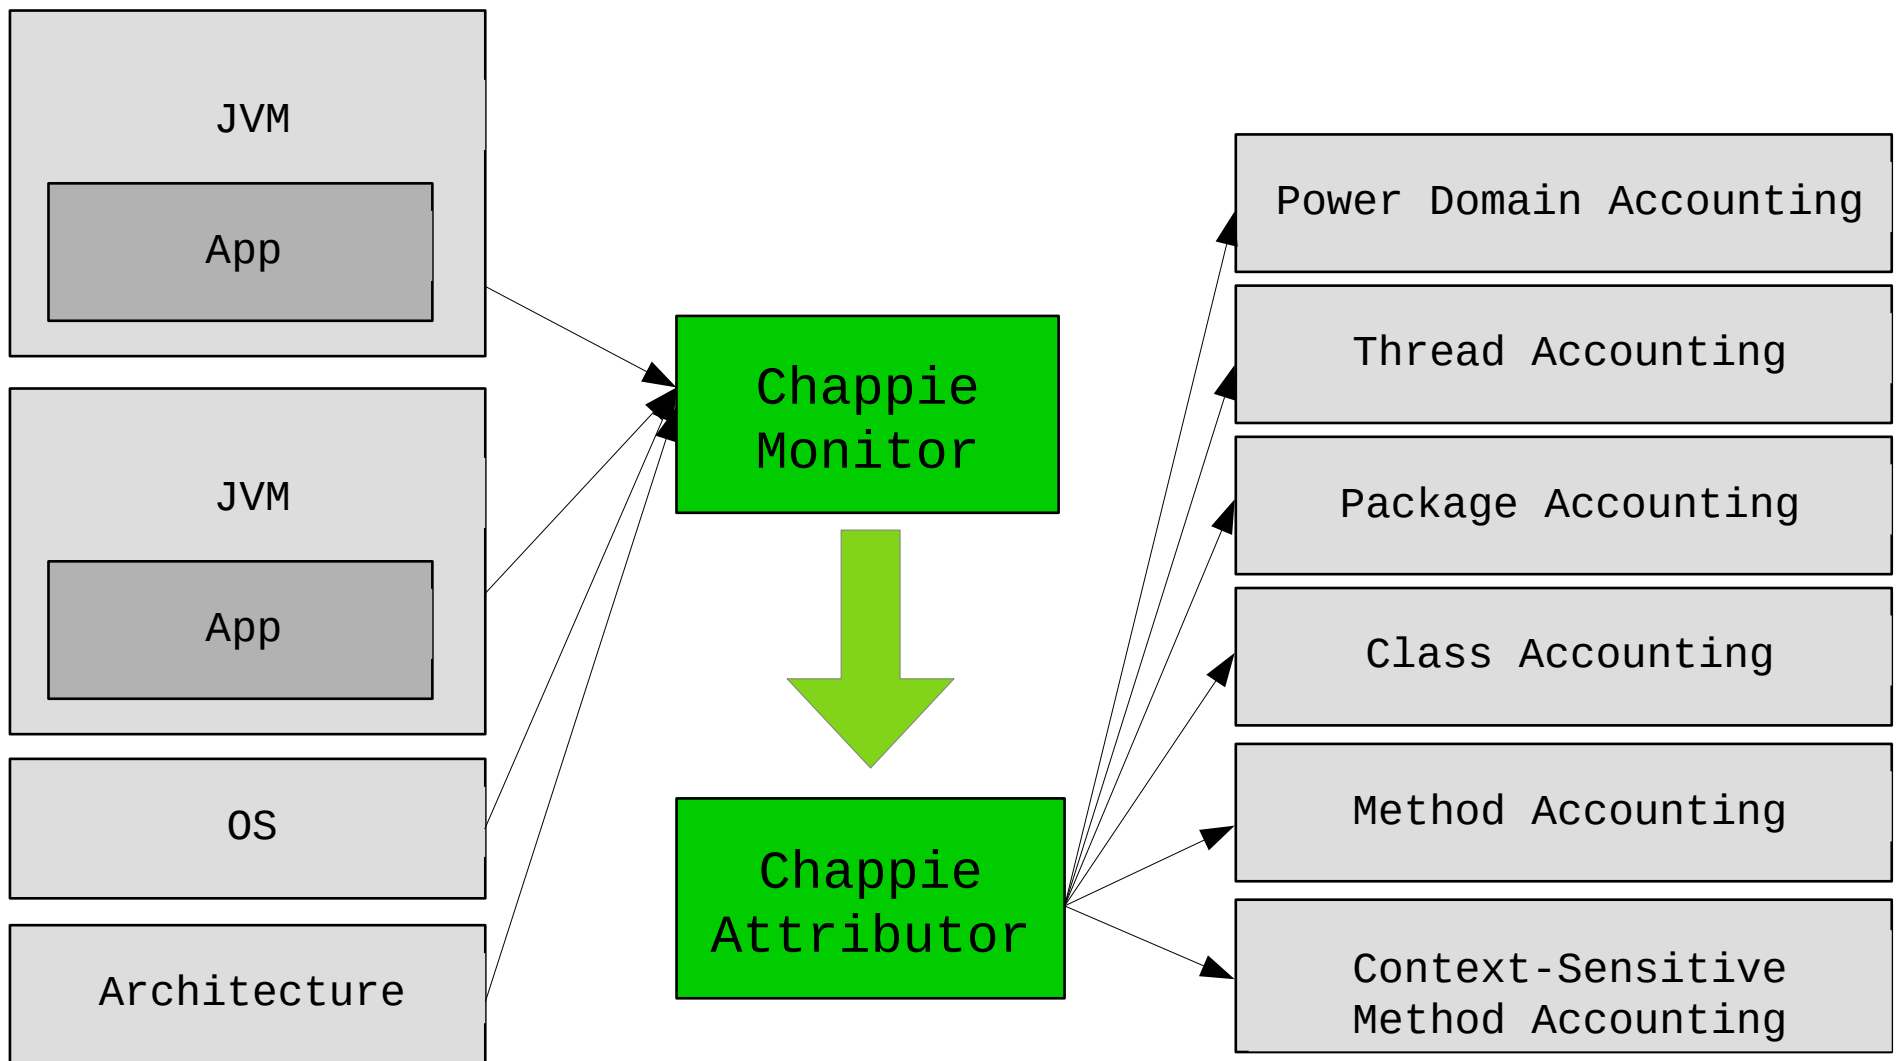 JVM
App
JVM
App
OS
Architecture
Chappie
Monitor
Chappie
Attributor
Power Domain Accounting
Thread Accounting
Package Accounting
Class Accounting
Method Accounting
Context-Sensitive
Method Accounting